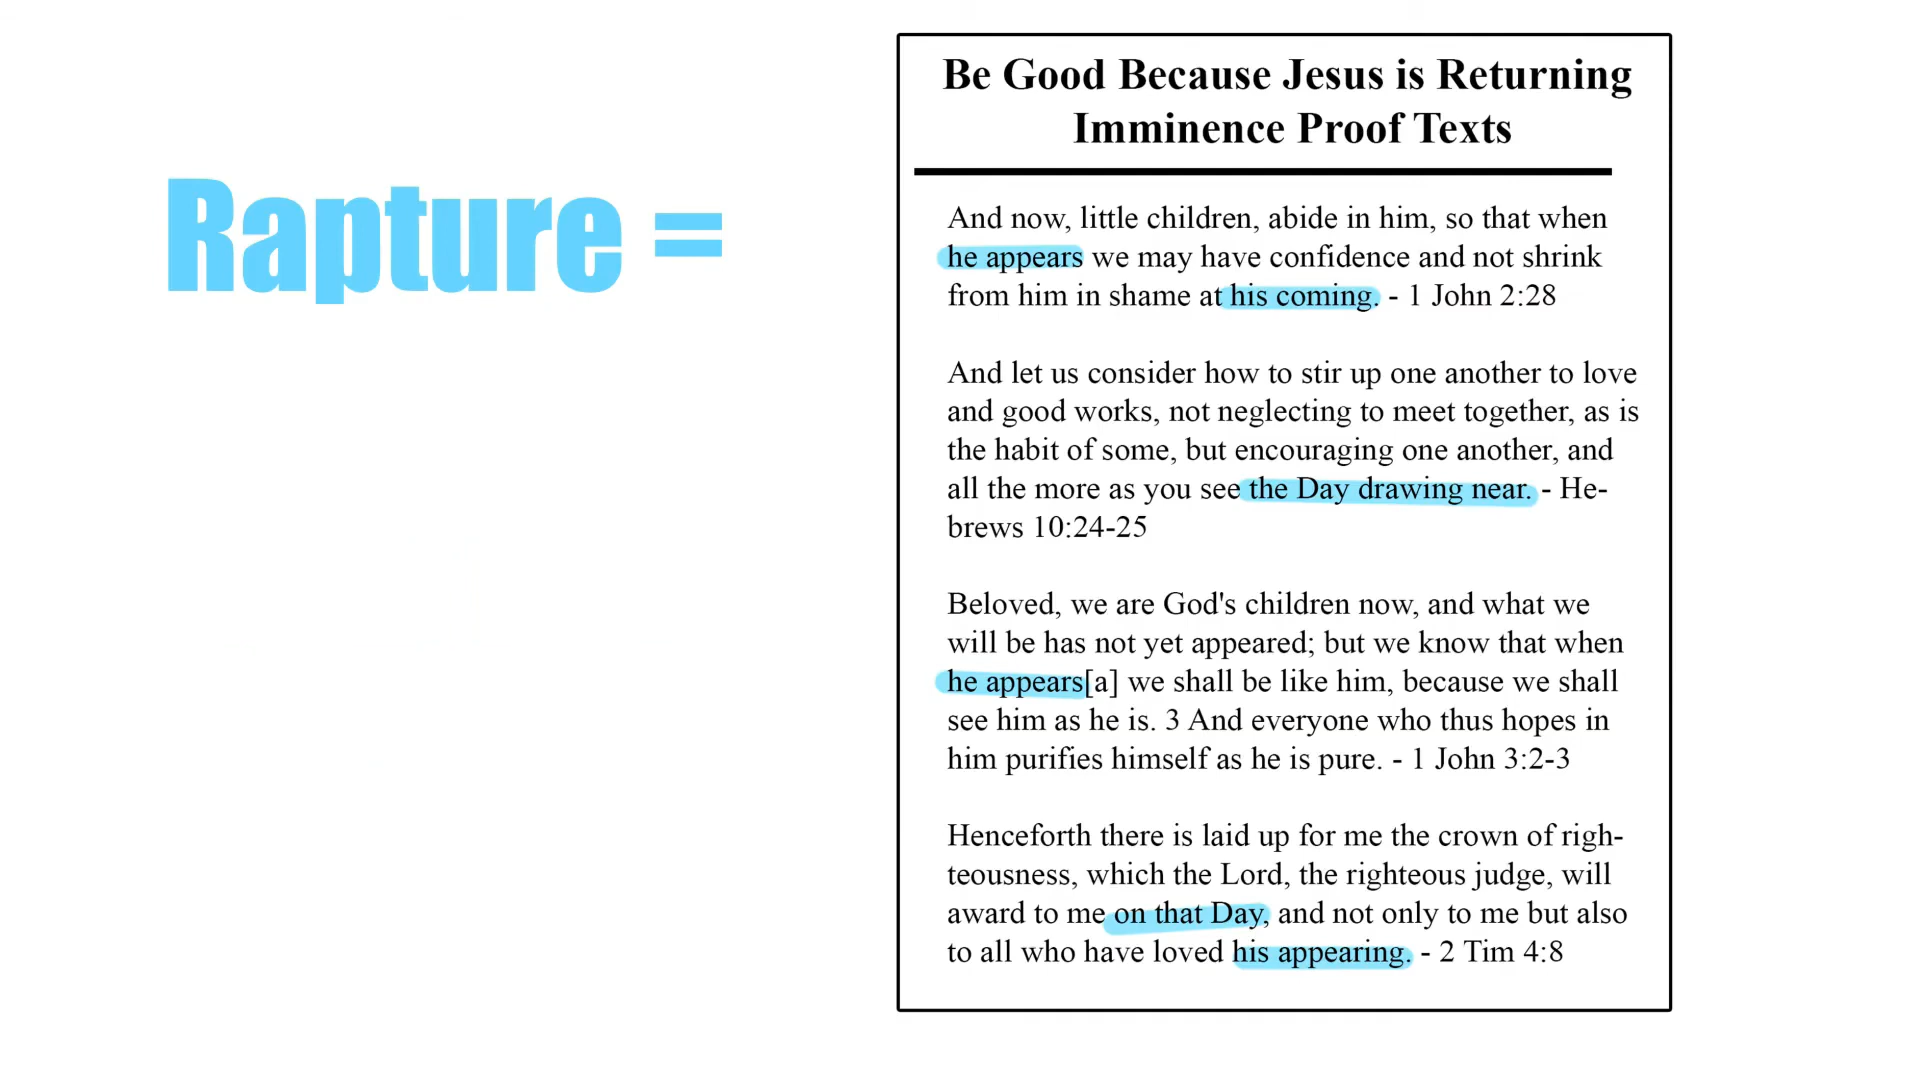 Rapture =
Be Good Because Jesus is Returning
Imminence Proof Texts
And now, little children, abide in him, so that when
he appears we may have confidence and not shrink
from him in shame at his coming. - 1 John 2:28
And let us consider how to stir up one another to love
and good works, not neglecting to meet together, as is
the habit of some, but encouraging one another, and
all the more as you see the Day drawing near. - He-
brews 10:24-25
Beloved, we are God's children now, and what we
will be has not yet appeared; but we know that when
he appears[a] we shall be like him, because we shall
see him as he is. 3 And everyone who thus hopes in
him purifies himself as he is pure. - 1 John 3:2-3
Henceforth there is laid up for me the crown of righ-
teousness, which the Lord, the righteous judge, will
award to me on that Day, and not only to me but also
to all who have loved his appearing. - 2 Tim 4:8